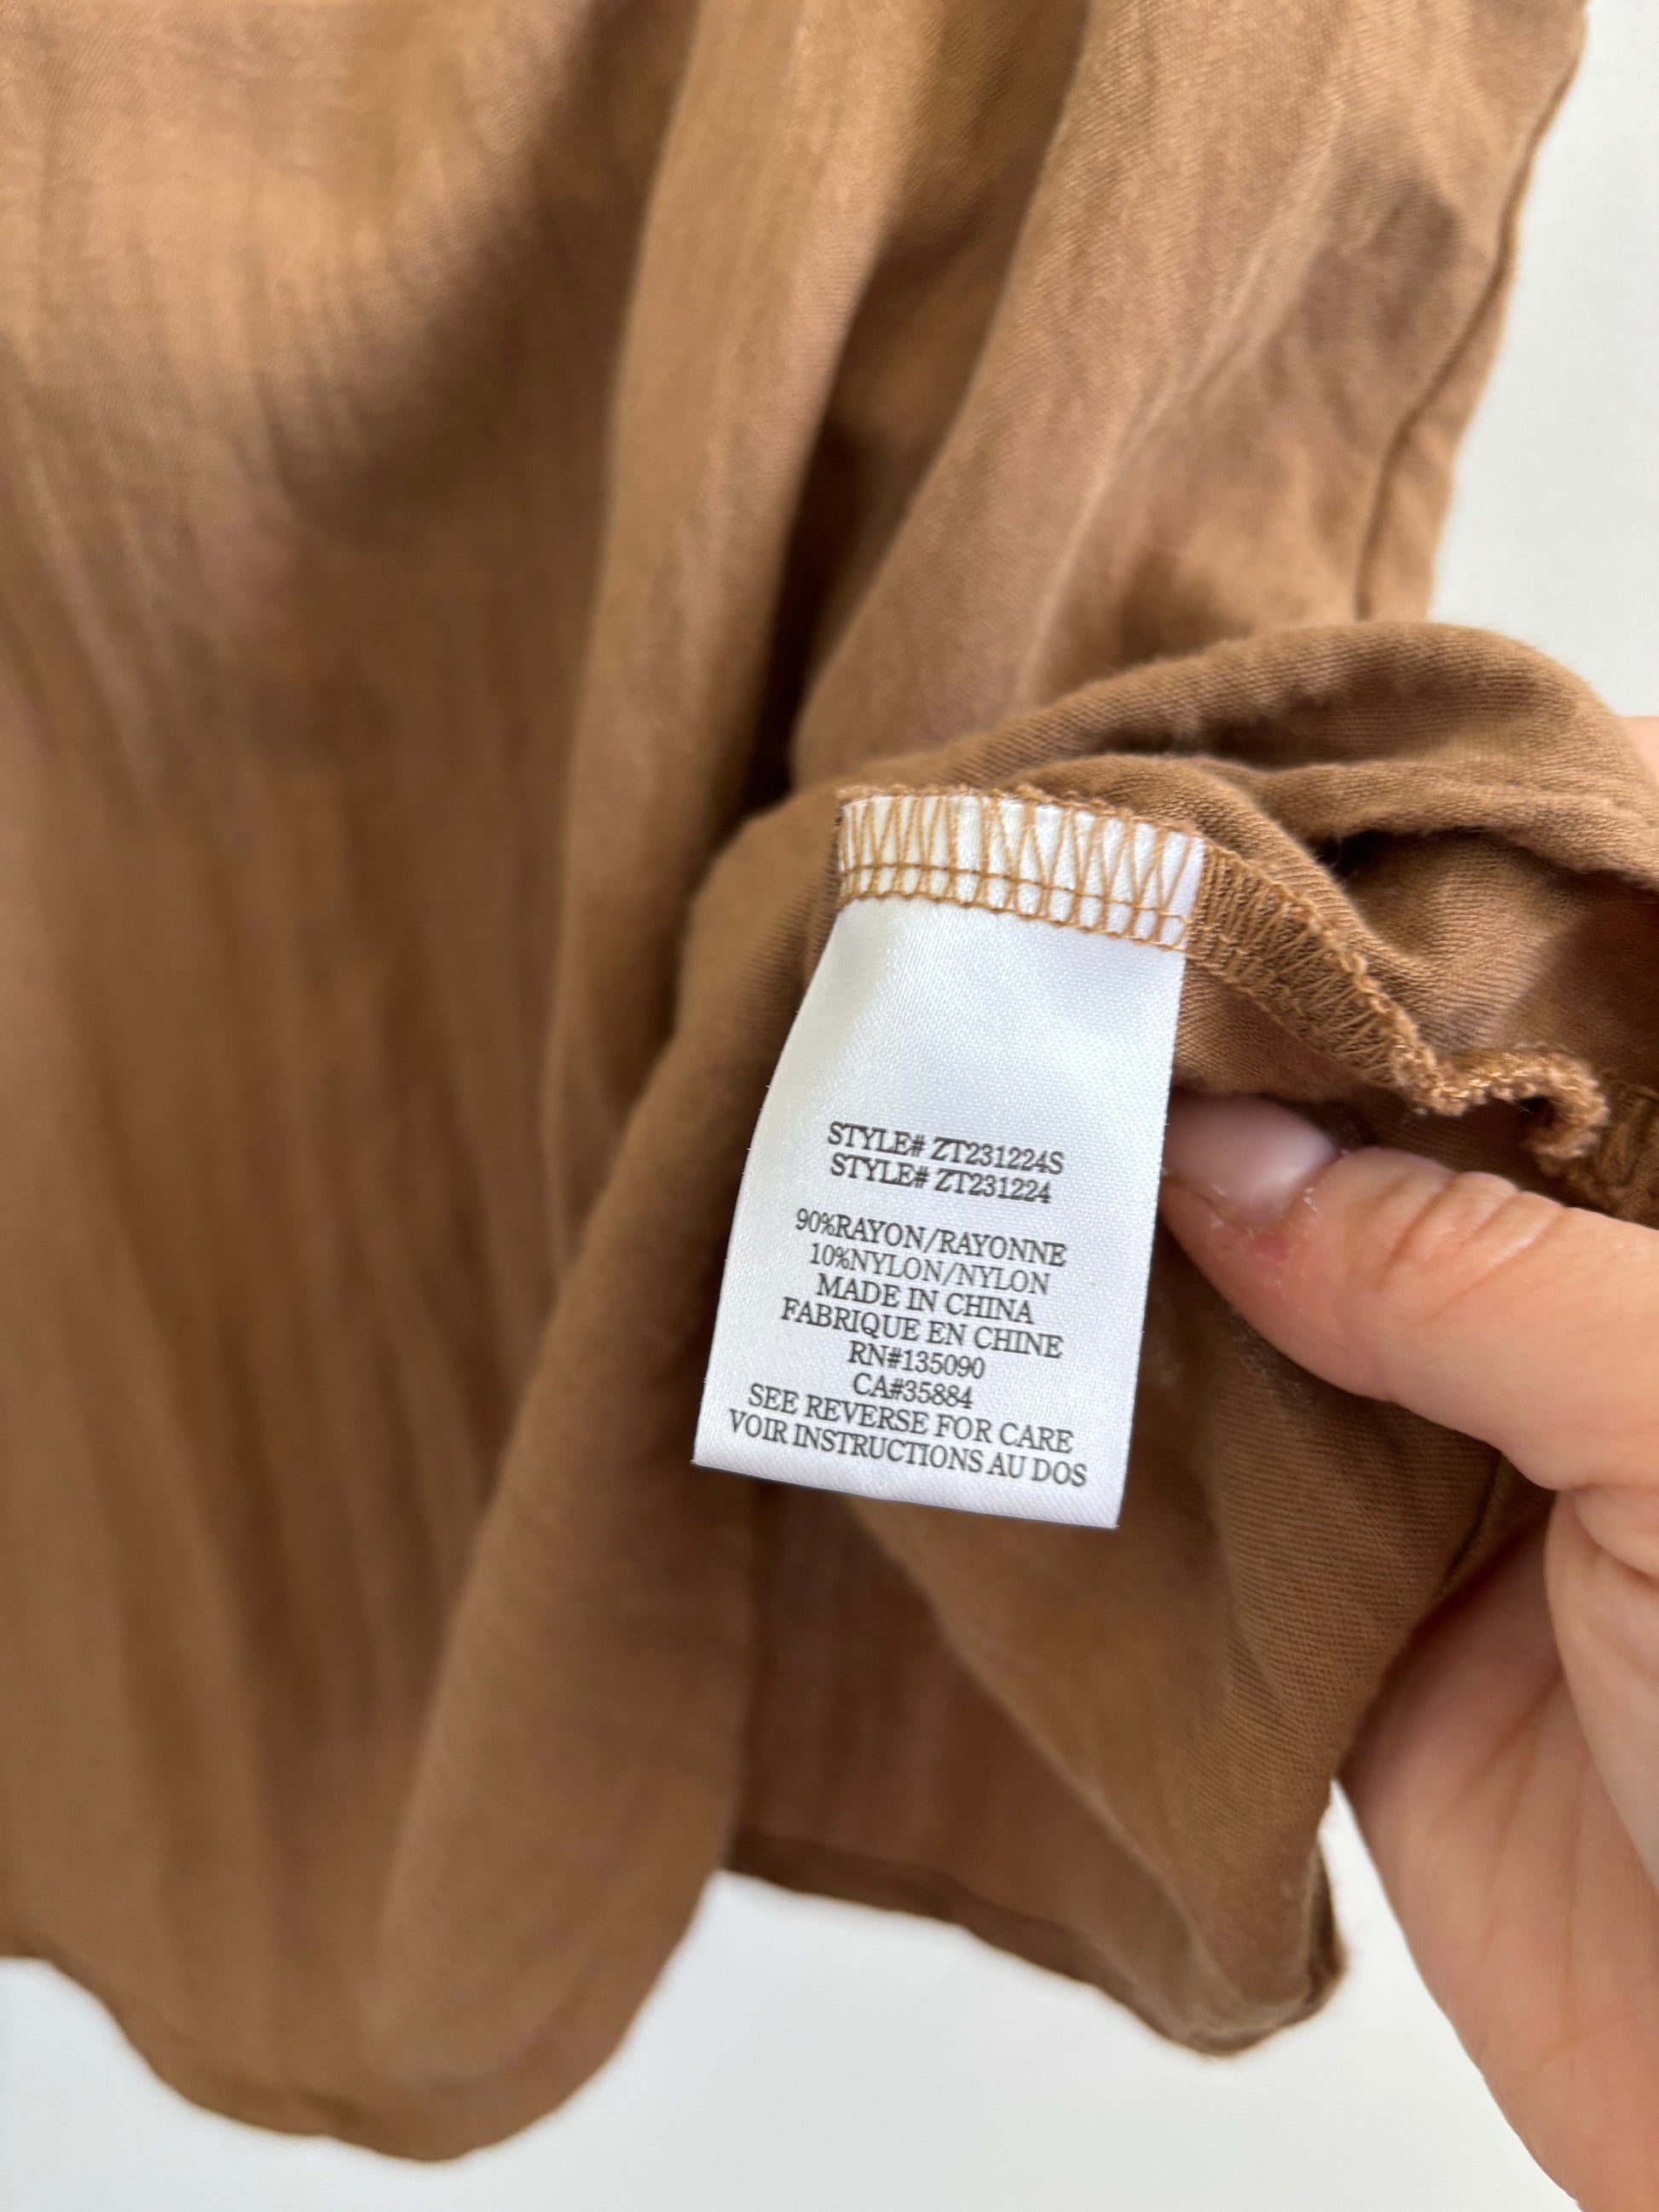 STYLE# ZT231224S
STYLE# ZT231224
90%RAYON/RAYONNE
10%NYLON/NYLON
MADE IN CHINA
FABRIQUE EN CHINE
RN#135090
CA#35884
SEE REVERSE FOR CARE
VOIR INSTRUCTIONS AU DOS